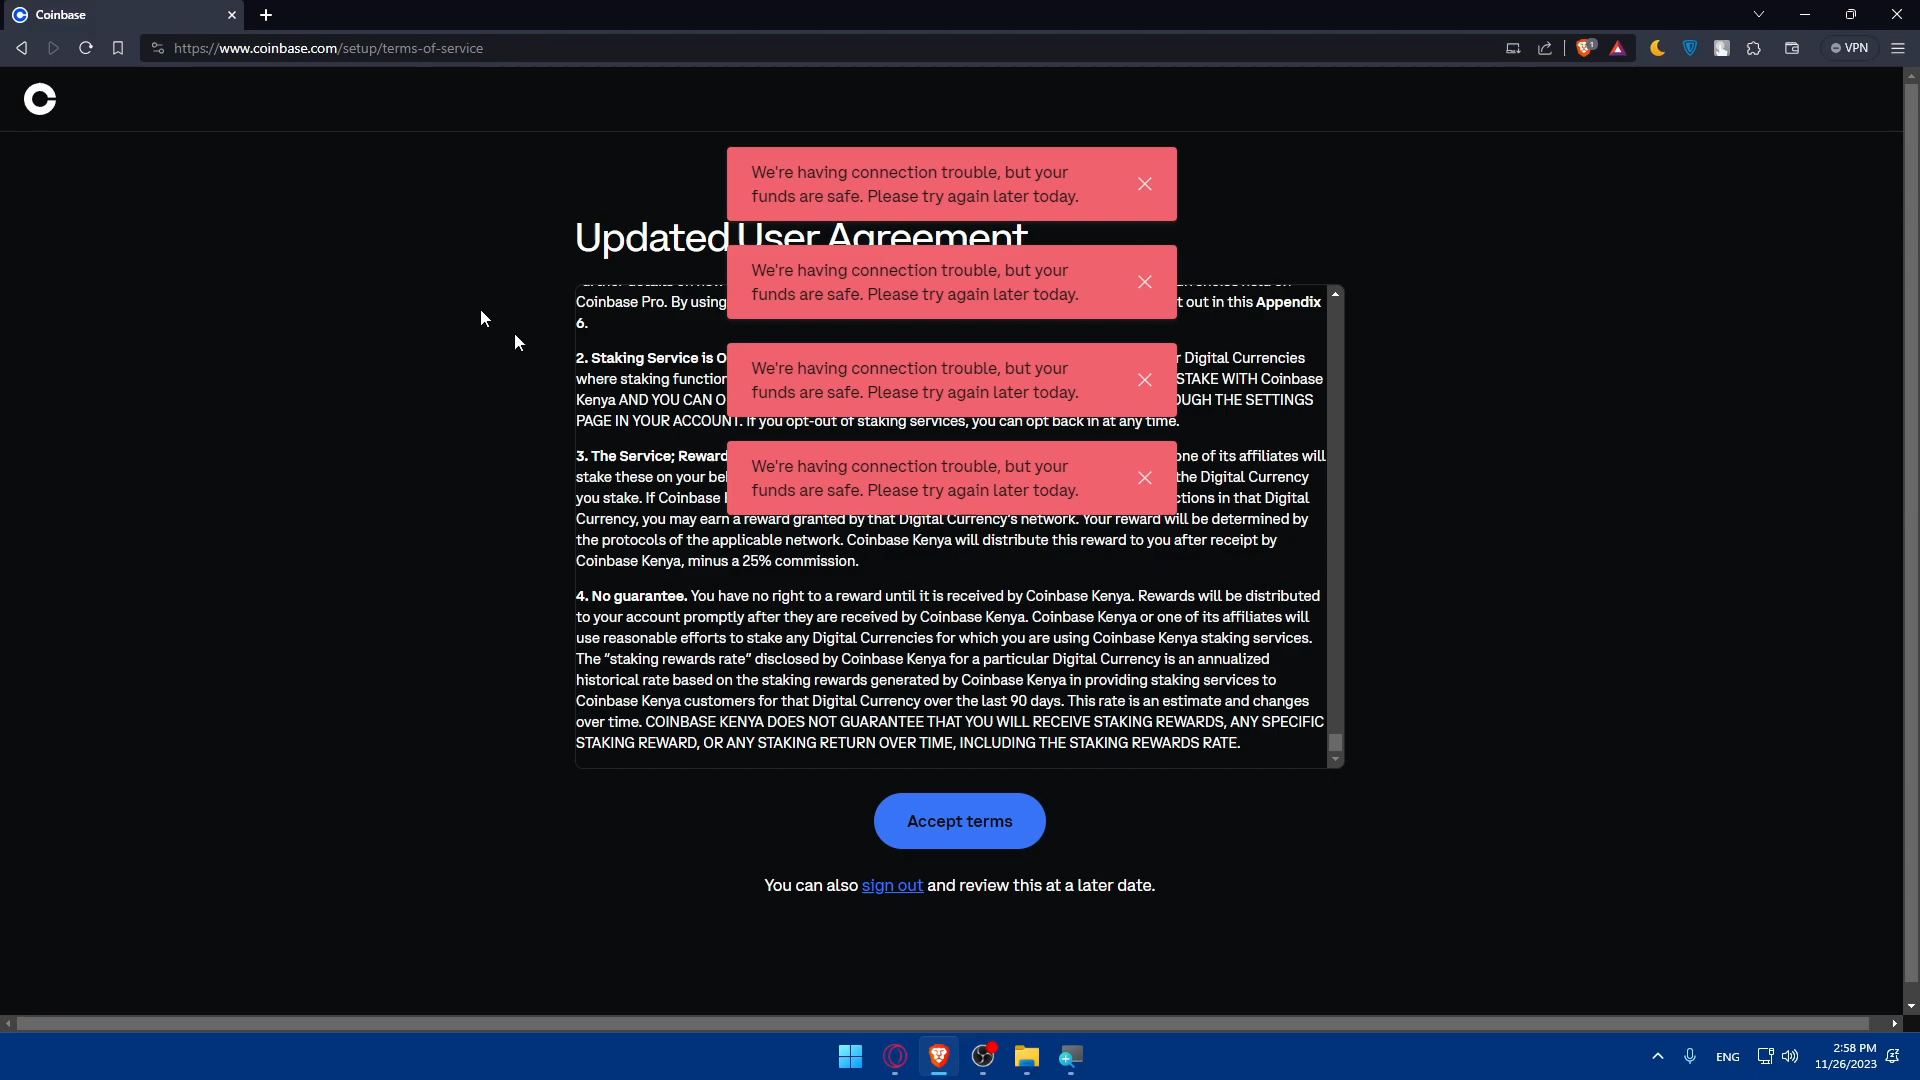 Coinbase
https://www.coinbase.com/setup/terms-of-service
1
VPN
We're having connection trouble, but your
funds are safe. Please try again later today.
Updated User Agreement
We're having connection trouble, but your
funds are safe. Please try again later today.
Coinbase Pro. By using
t out in this Appendix
6.
We're having connection trouble, but your
funds are safe. Please try again later today.
2. Staking Service is O
r Digital Currencies
where staking function
STAKE WITH Coinbase
Kenya AND YOU CAN O
OUGH THE SETTINGS
PAGE IN YOUR ACCOUNT. If you opt-out of staking services, you can opt back in at any time.
We're having connection trouble, but your
funds are safe. Please try again later today.
3. The Service; Reward
one of its affiliates will
stake these on your be
the Digital Currency
you stake. If Coinbase
ctions in that Digital
Currency, you may earn a reward granted by that Digital Currency's network. Your reward will be determined by
the protocols of the applicable network. Coinbase Kenya will distribute this reward to you after receipt by
Coinbase Kenya, minus a 25% commission.
4. No guarantee. You have no right to a reward until it is received by Coinbase Kenya. Rewards will be distributed
to your account promptly after they are received by Coinbase Kenya. Coinbase Kenya or one of its affiliates will
use reasonable efforts to stake any Digital Currencies for which you are using Coinbase Kenya staking services.
The “staking rewards rate” disclosed by Coinbase Kenya for a particular Digital Currency is an annualized
historical rate based on the staking rewards generated by Coinbase Kenya in providing staking services to
Coinbase Kenya customers for that Digital Currency over the last 90 days. This rate is an estimate and changes
over time. COINBASE KENYA DOES NOT GUARANTEE THAT YOU WILL RECEIVE STAKING REWARDS, ANY SPECIFIC
STAKING REWARD, OR ANY STAKING RETURN OVER TIME, INCLUDING THE STAKING REWARDS RATE.
Accept terms
You can also sign out and review this at a later date.
ENG
2:58 PM
11/26/2023